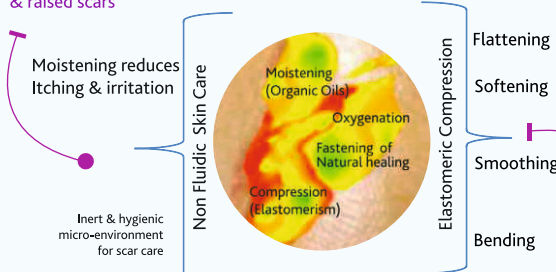 & raised scars
Moistening reduces
Itching & irritation
Inert & hygienic
micro-environment
for scar care
Non Fluidic Skin Care
Moistening
(Organic Oils)
Oxygenation
Fastening of
Natural healing
Compression
(Elastomerism)
Elastomeric Compression
Flattening
Softening
Smoothing
Bending